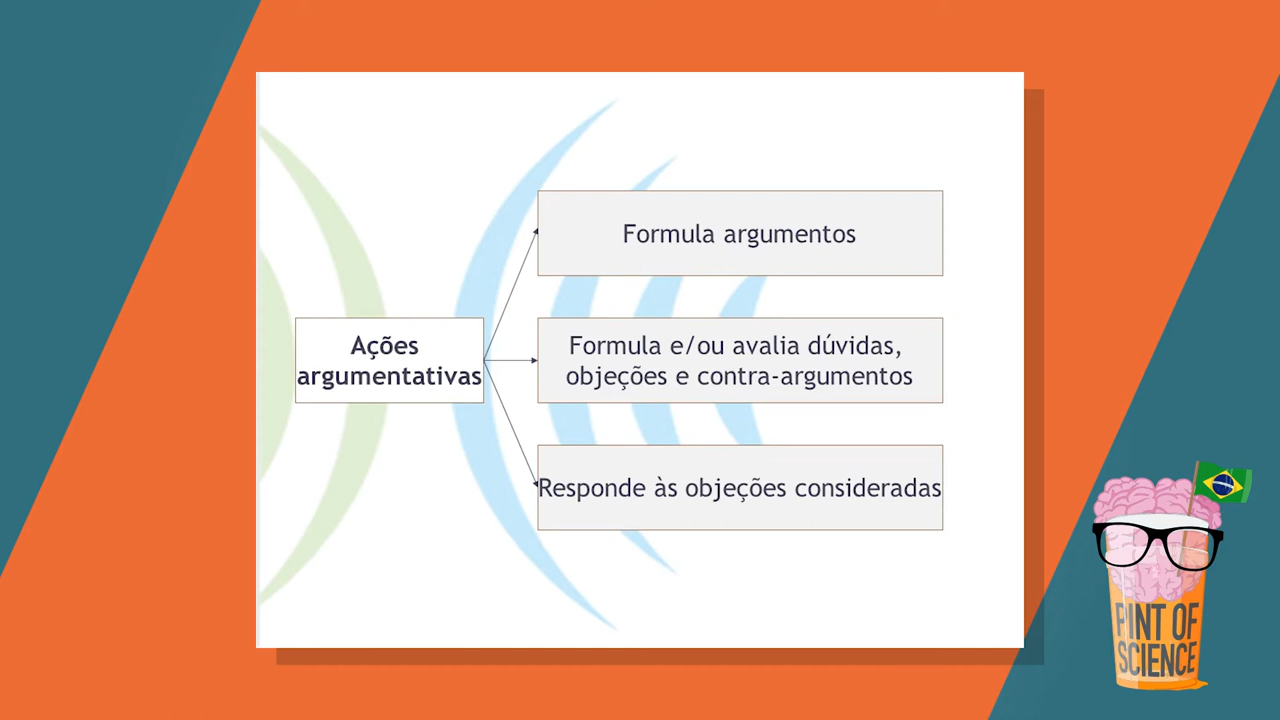 Formula argumentos
Ações
argumentativas
Formula e/ou avalia dúvidas,
objeções e contra-argumentos
Responde às objeções consideradas
PINT OF
SCIENCE